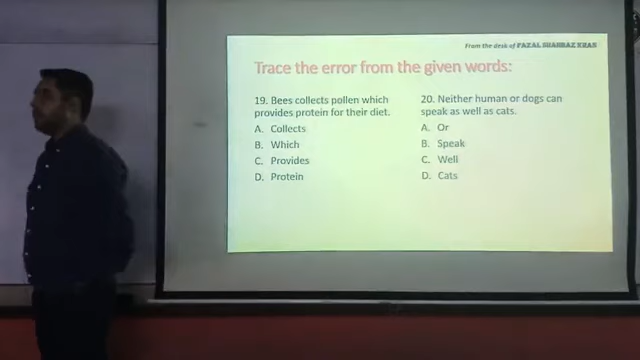 From the desk of FAZAL SHAHBAZ KHAN
Trace the error from the given words:
19. Bees collects pollen which
provides protein for their diet.
A. Collects
B. Which
C. Provides
D. Protein
20. Neither human or dogs can
speak as well as cats.
A. Or
B. Speak
C. Well
D. Cats